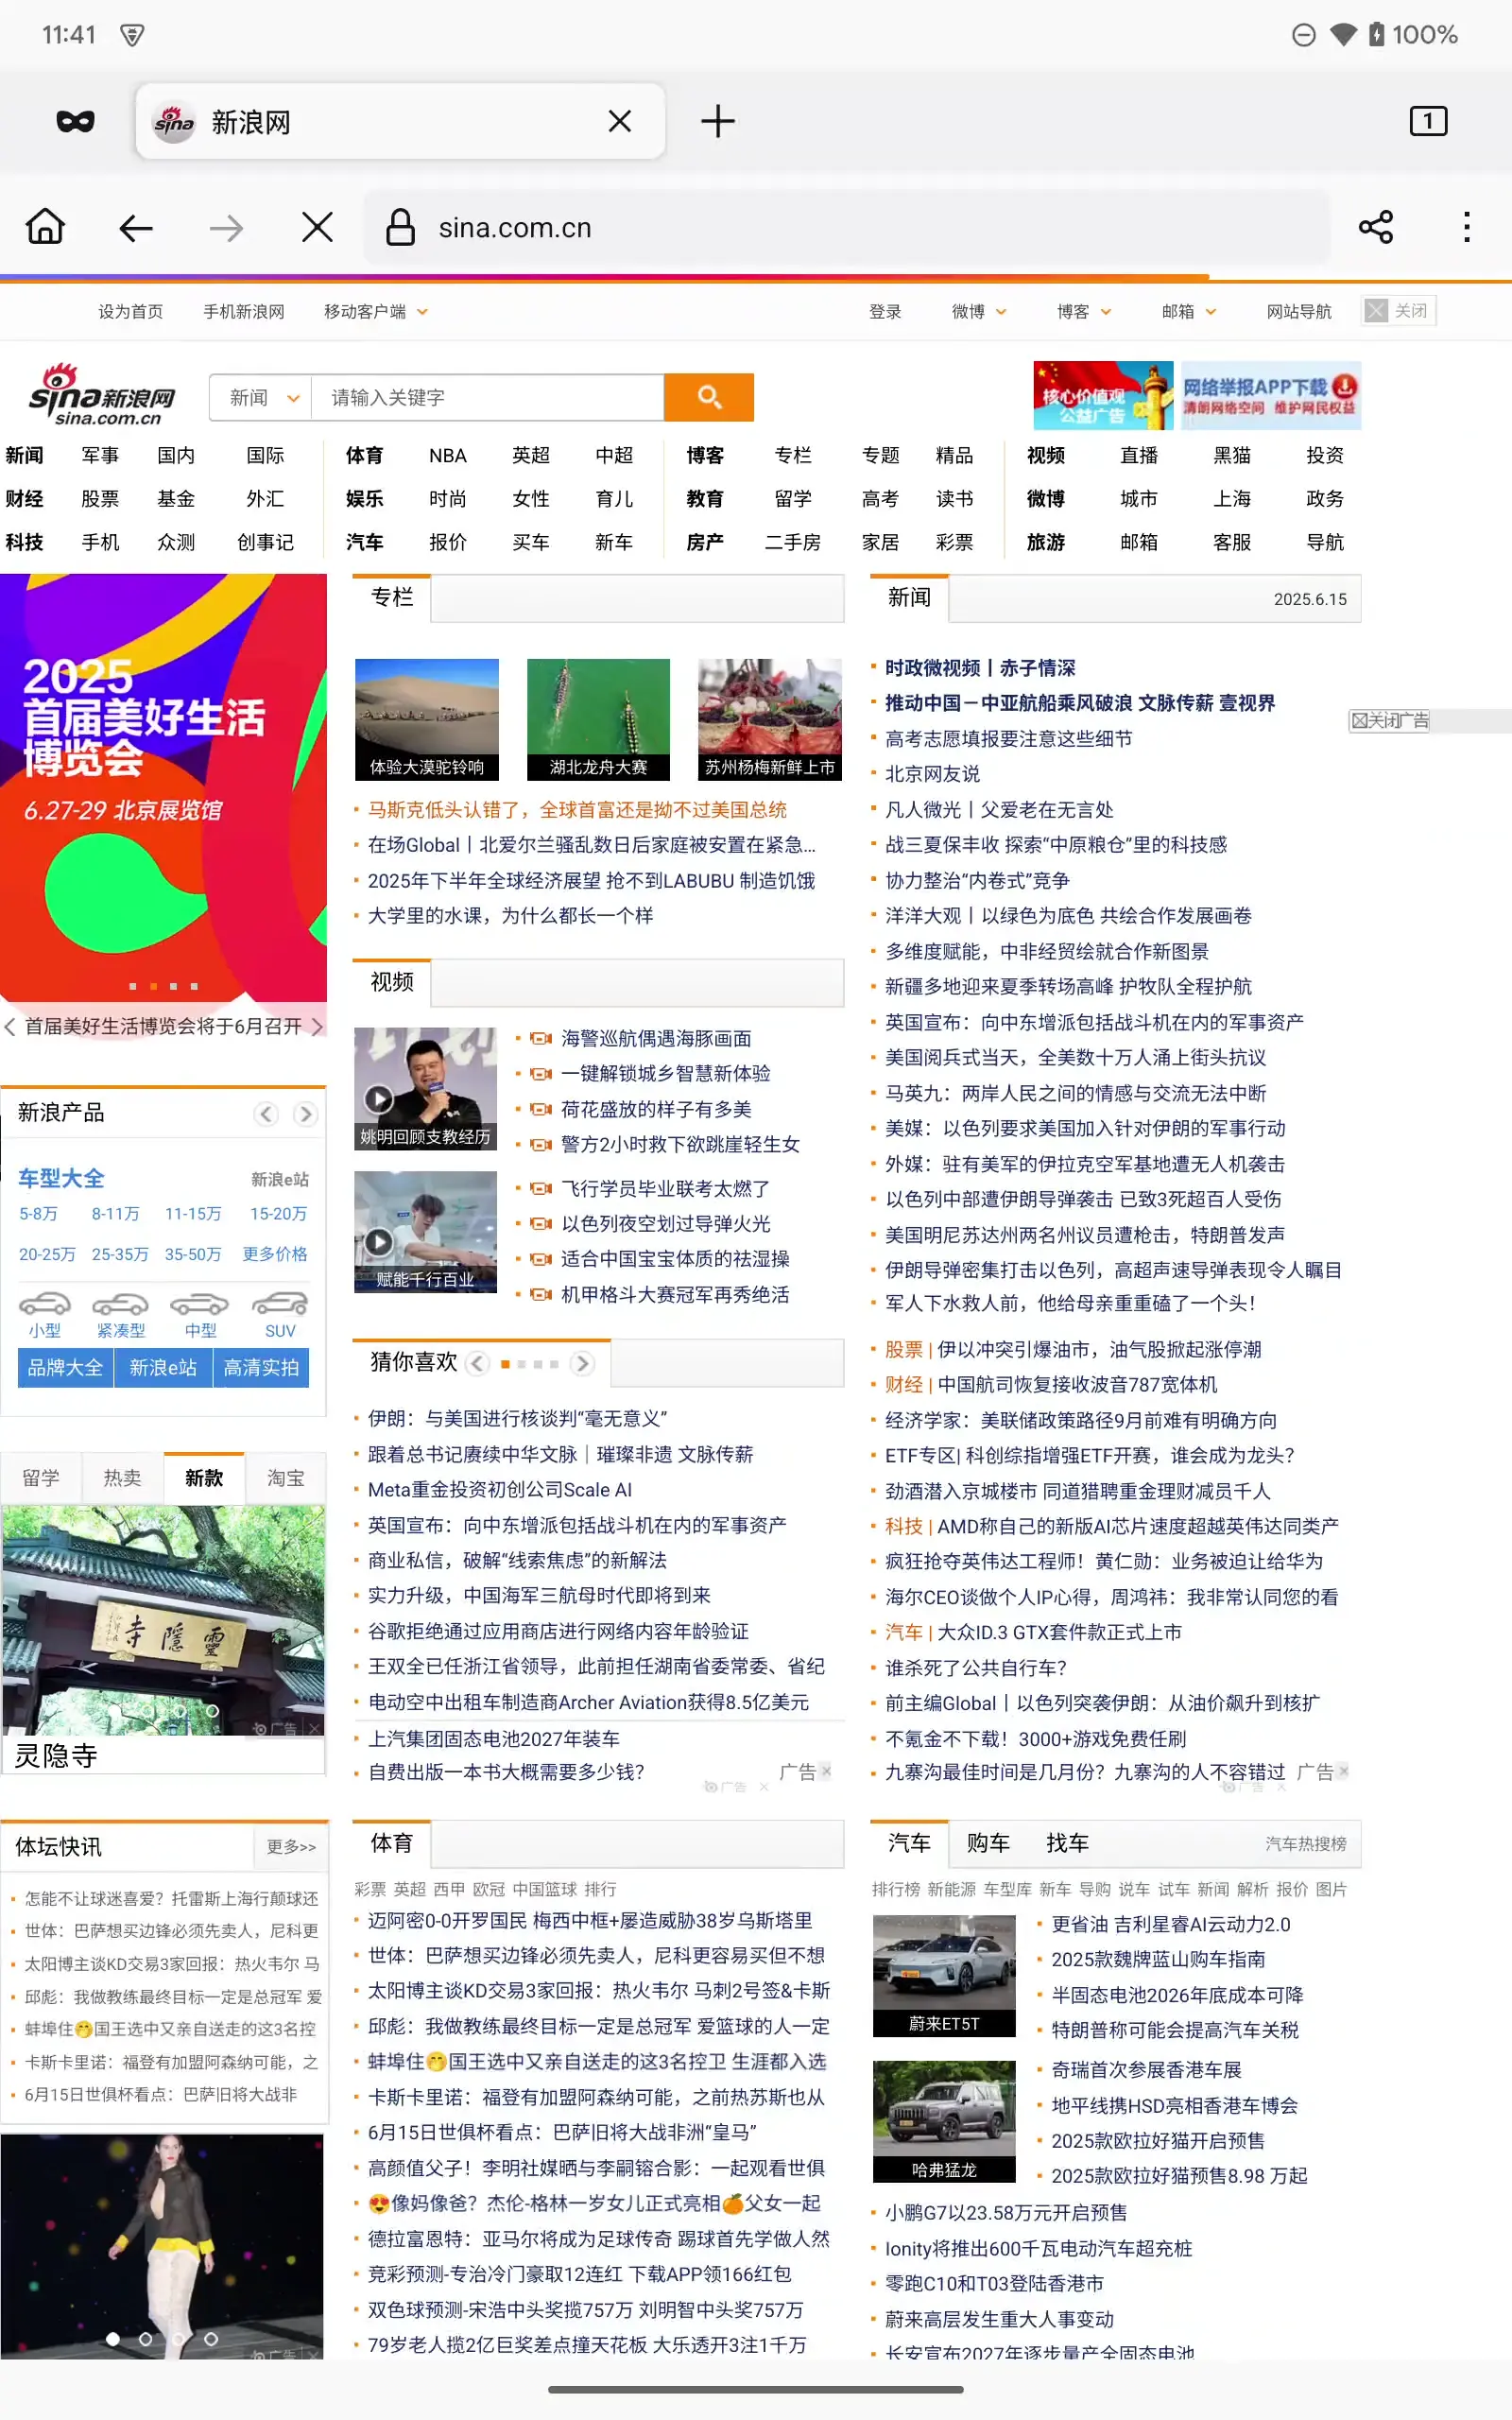 11:41
100%
新浪网
1
sina.com.cn
设为首页 手机新浪网 移动客户端 登录 微博 博客 邮箱 网站导航 关闭
sina新浪网
sina.com.cn
新闻 请输入关键字
核心价值观
公益广告
网络举报APP下载
清朗网络空间 维护网民权益
新闻 军事 国内 国际 体育 NBA 英超 中超 博客 专栏 专题 精品 视频 直播 黑猫 投资
财经 股票 基金 外汇 娱乐 时尚 女性 育儿 教育 留学 高考 读书 微博 城市 上海 政务
科技 手机 众测 创事记 汽车 报价 买车 新车 房产 二手房 家居 彩票 旅游 邮箱 客服 导航
2025
首届美好生活
博览会
6.27-29 北京展览馆
首届美好生活博览会将于6月召开
新浪产品
车型大全 新浪e站
5-8万 8-11万 11-15万 15-20万
20-25万 25-35万 35-50万 更多价格
小型 紧凑型 中型 SUV
品牌大全 新浪e站 高清实拍
留学 热卖 新款 淘宝
靈隱寺
广告
灵隐寺
专栏
体验大漠驼铃响 湖北龙舟大赛 苏州杨梅新鲜上市
马斯克低头认错了，全球首富还是拗不过美国总统
在场Global丨北爱尔兰骚乱数日后家庭被安置在紧急...
2025年下半年全球经济展望 抢不到LABUBU 制造饥饿
大学里的水课，为什么都长一个样
视频
姚明回顾支教经历
海警巡航偶遇海豚画面
一键解锁城乡智慧新体验
荷花盛放的样子有多美
警方2小时救下欲跳崖轻生女
赋能千行百业
飞行学员毕业联考太燃了
以色列夜空划过导弹火光
适合中国宝宝体质的祛湿操
机甲格斗大赛冠军再秀绝活
猜你喜欢
伊朗：与美国进行核谈判“毫无意义”
跟着总书记赓续中华文脉｜璀璨非遗 文脉传薪
Meta重金投资初创公司Scale AI
英国宣布：向中东增派包括战斗机在内的军事资产
商业私信，破解“线索焦虑”的新解法
实力升级，中国海军三航母时代即将到来
谷歌拒绝通过应用商店进行网络内容年龄验证
王双全已任浙江省领导，此前担任湖南省委常委、省纪
电动空中出租车制造商Archer Aviation获得8.5亿美元
上汽集团固态电池2027年装车
自费出版一本书大概需要多少钱？ 广告
广告
新闻 2025.6.15
时政微视频丨赤子情深
推动中国－中亚航船乘风破浪 文脉传薪 壹视界
关闭广告
高考志愿填报要注意这些细节
北京网友说
凡人微光丨父爱老在无言处
战三夏保丰收 探索“中原粮仓”里的科技感
协力整治“内卷式”竞争
洋洋大观丨以绿色为底色 共绘合作发展画卷
多维度赋能，中非经贸绘就合作新图景
新疆多地迎来夏季转场高峰 护牧队全程护航
英国宣布：向中东增派包括战斗机在内的军事资产
美国阅兵式当天，全美数十万人涌上街头抗议
马英九：两岸人民之间的情感与交流无法中断
美媒：以色列要求美国加入针对伊朗的军事行动
外媒：驻有美军的伊拉克空军基地遭无人机袭击
以色列中部遭伊朗导弹袭击 已致3死超百人受伤
美国明尼苏达州两名州议员遭枪击，特朗普发声
伊朗导弹密集打击以色列，高超声速导弹表现令人瞩目
军人下水救人前，他给母亲重重磕了一个头！
股票 | 伊以冲突引爆油市，油气股掀起涨停潮
财经 | 中国航司恢复接收波音787宽体机
经济学家：美联储政策路径9月前难有明确方向
ETF专区| 科创综指增强ETF开赛，谁会成为龙头？
劲酒潜入京城楼市 同道猎聘重金理财减员千人
科技 | AMD称自己的新版AI芯片速度超越英伟达同类产
疯狂抢夺英伟达工程师！黄仁勋：业务被迫让给华为
海尔CEO谈做个人IP心得，周鸿祎：我非常认同您的看
汽车 | 大众ID.3 GTX套件款正式上市
谁杀死了公共自行车？
前主编Global丨以色列突袭伊朗：从油价飙升到核扩
不氪金不下载！3000+游戏免费任刷
九寨沟最佳时间是几月份？九寨沟的人不容错过 广告
广告
体坛快讯 更多>>
怎能不让球迷喜爱？托雷斯上海行颠球还
世体：巴萨想买边锋必须先卖人，尼科更
太阳博主谈KD交易3家回报：热火韦尔 马
邱彪：我做教练最终目标一定是总冠军 爱
蚌埠住🤭国王选中又亲自送走的这3名控
卡斯卡里诺：福登有加盟阿森纳可能，之
6月15日世俱杯看点：巴萨旧将大战非
广告
体育
彩票 英超 西甲 欧冠 中国篮球 排行
迈阿密0-0开罗国民 梅西中框+屡造威胁38岁乌斯塔里
世体：巴萨想买边锋必须先卖人，尼科更容易买但不想
太阳博主谈KD交易3家回报：热火韦尔 马刺2号签&卡斯
邱彪：我做教练最终目标一定是总冠军 爱篮球的人一定
蚌埠住🤭国王选中又亲自送走的这3名控卫 生涯都入选
卡斯卡里诺：福登有加盟阿森纳可能，之前热苏斯也从
6月15日世俱杯看点：巴萨旧将大战非洲“皇马”
高颜值父子！李明社媒晒与李嗣镕合影：一起观看世俱
😍像妈像爸？杰伦-格林一岁女儿正式亮相🍊父女一起
德拉富恩特：亚马尔将成为足球传奇 踢球首先学做人然
竞彩预测-专治冷门豪取12连红 下载APP领166红包
双色球预测-宋浩中头奖揽757万 刘明智中头奖757万
79岁老人揽2亿巨奖差点撞天花板 大乐透开3注1千万
汽车 购车 找车 汽车热搜榜
排行榜 新能源 车型库 新车 导购 说车 试车 新闻 解析 报价 图片
蔚来ET5T
更省油 吉利星睿AI云动力2.0
2025款魏牌蓝山购车指南
半固态电池2026年底成本可降
特朗普称可能会提高汽车关税
哈弗猛龙
奇瑞首次参展香港车展
地平线携HSD亮相香港车博会
2025款欧拉好猫开启预售
2025款欧拉好猫预售8.98 万起
小鹏G7以23.58万元开启预售
Ionity将推出600千瓦电动汽车超充桩
零跑C10和T03登陆香港市
蔚来高层发生重大人事变动
长安宣布2027年逐步量产全固态电池